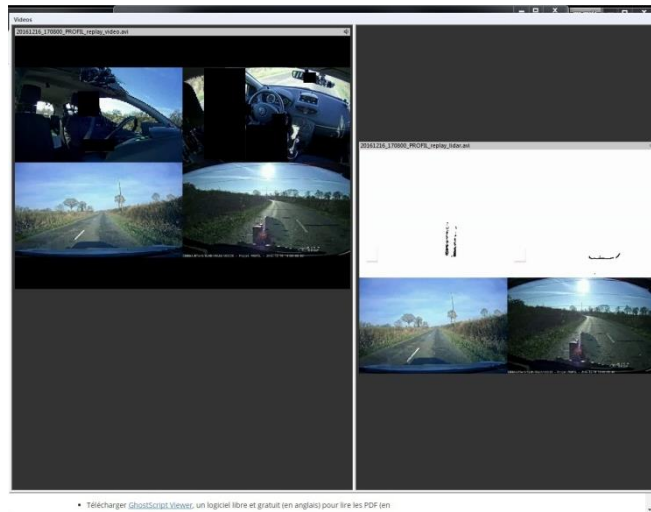 Videos
20161216_170800_PROFIL_replay_video.avi
20161216_170800_PROFIL_replay_lidar.avi
▪ Télécharger GhostScript Viewer, un logiciel libre et gratuit (en anglais) pour lire les PDF (en